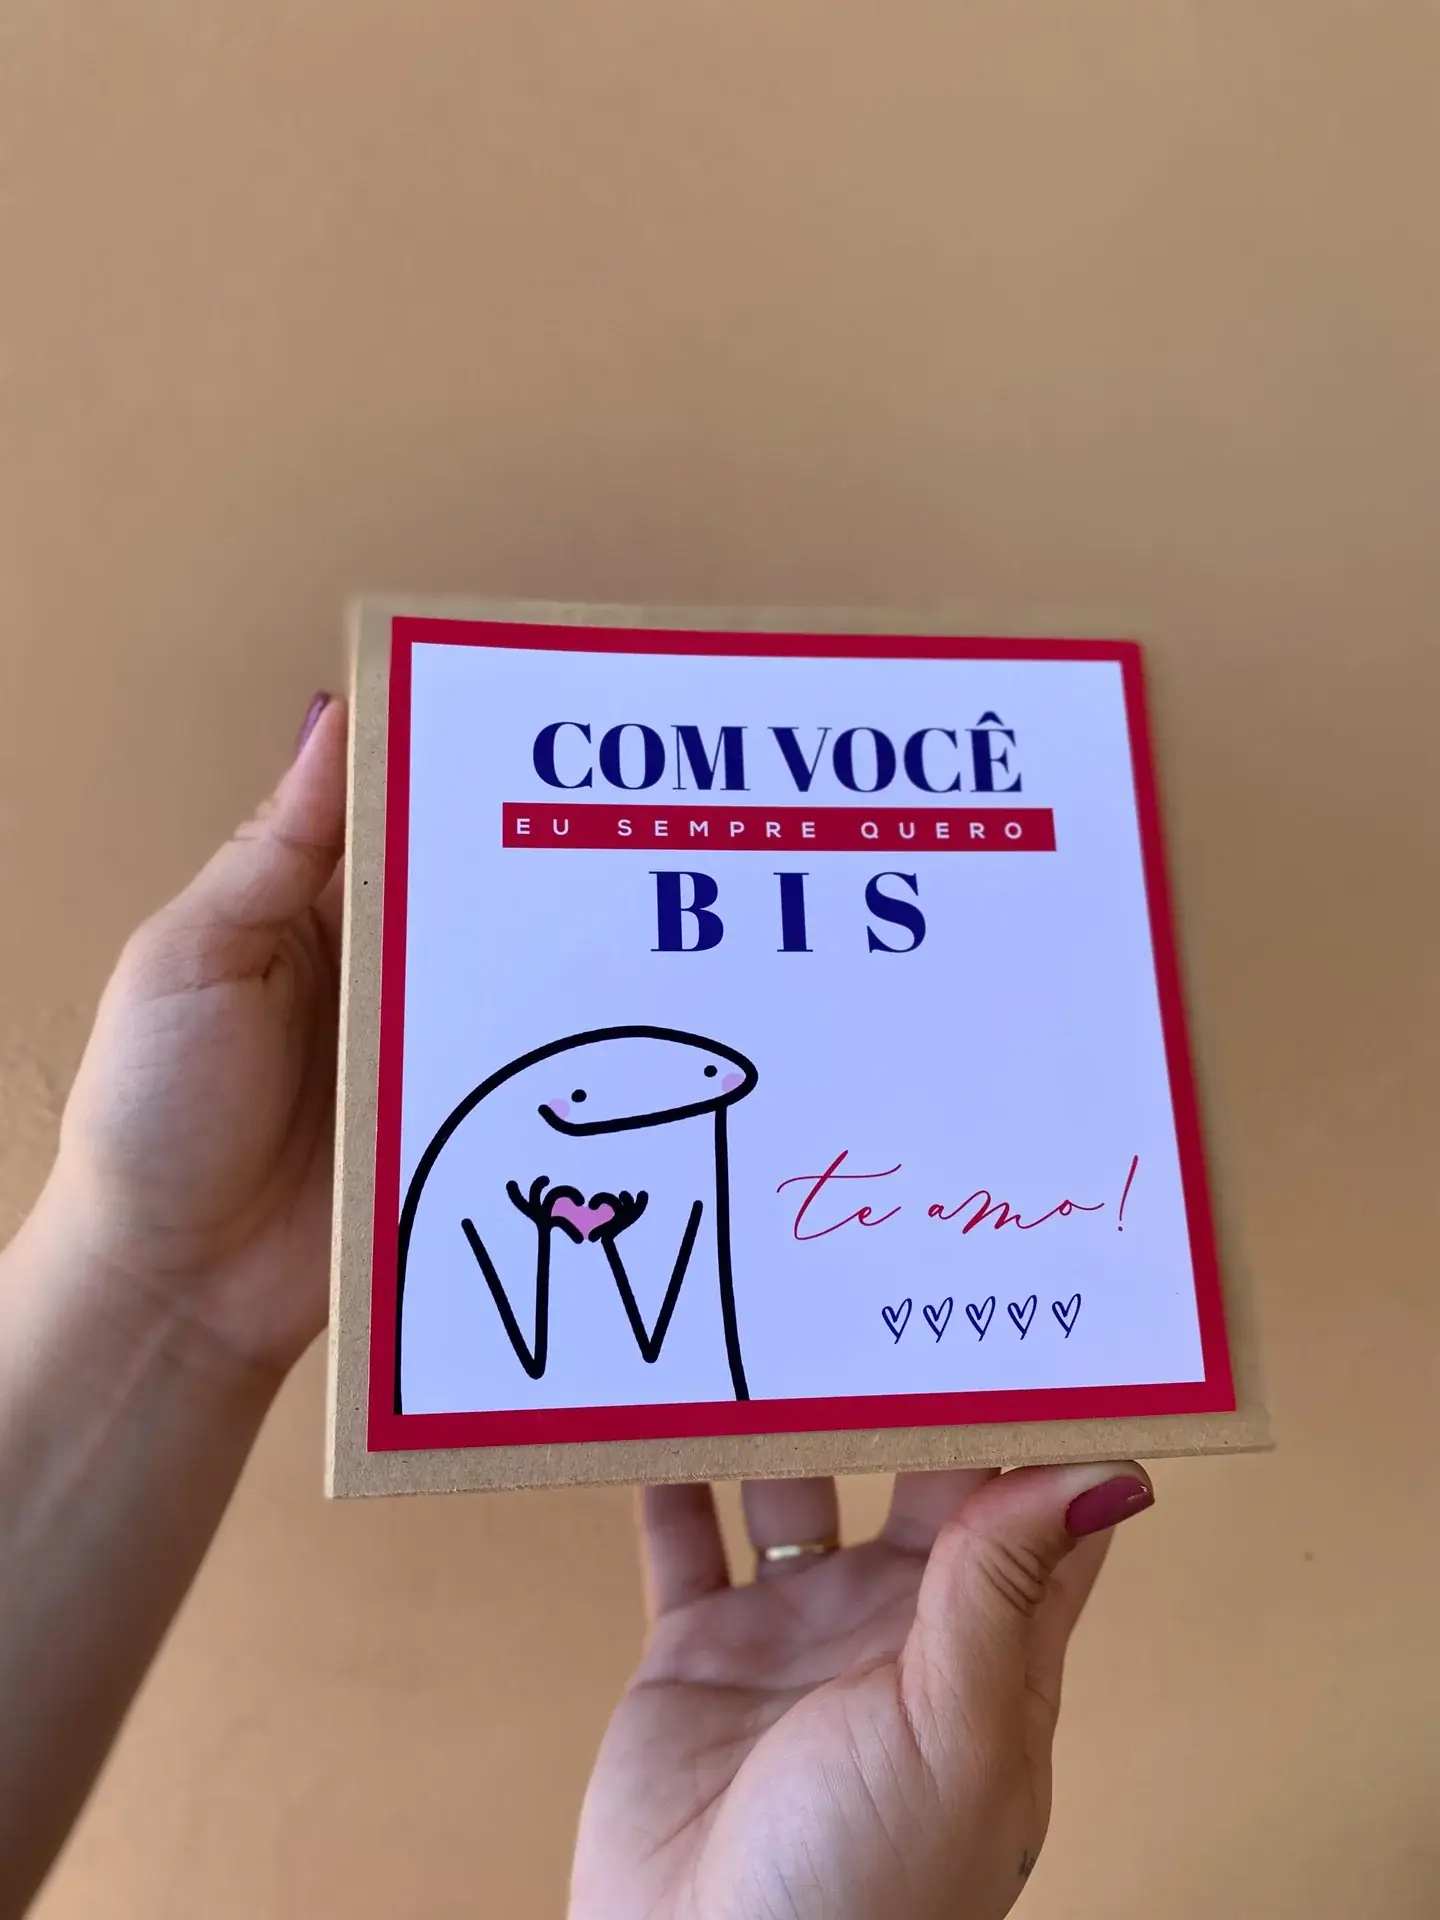 COM VOCÊ
EU SEMPRE QUERO
BIS
te amo!